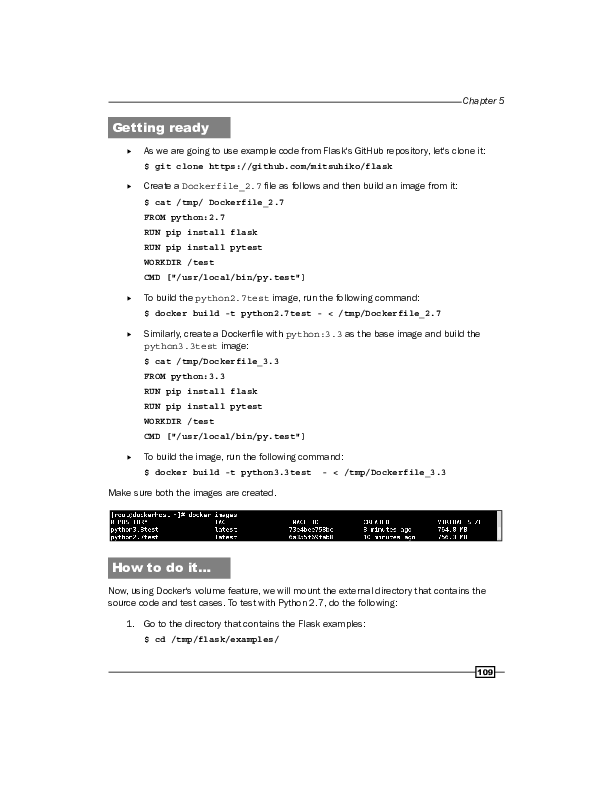 Chapter 5
Getting ready
▸ As we are going to use example code from Flask's GitHub repository, let's clone it:
$ git clone https://github.com/mitsuhiko/flask
▸ Create a Dockerfile_2.7 file as follows and then build an image from it:
$ cat /tmp/ Dockerfile_2.7
FROM python:2.7
RUN pip install flask
RUN pip install pytest
WORKDIR /test
CMD ["/usr/local/bin/py.test"]
▸ To build the python2.7test image, run the following command:
$ docker build -t python2.7test - < /tmp/Dockerfile_2.7
▸ Similarly, create a Dockerfile with python:3.3 as the base image and build the
python3.3test image:
$ cat /tmp/Dockerfile_3.3
FROM python:3.3
RUN pip install flask
RUN pip install pytest
WORKDIR /test
CMD ["/usr/local/bin/py.test"]
▸ To build the image, run the following command:
$ docker build -t python3.3test  - < /tmp/Dockerfile_3.3
Make sure both the images are created.
[root@dockerhost ~]# docker images
REPOSITORY TAG IMAGE ID CREATED VIRTUAL SIZE
python3.3test latest 8 minutes ago 754.8 MB
python2.7test latest 10 minutes ago 756.3 MB
How to do it...
Now, using Docker's volume feature, we will mount the external directory that contains the
source code and test cases. To test with Python 2.7, do the following:
1. Go to the directory that contains the Flask examples:
$ cd /tmp/flask/examples/
109